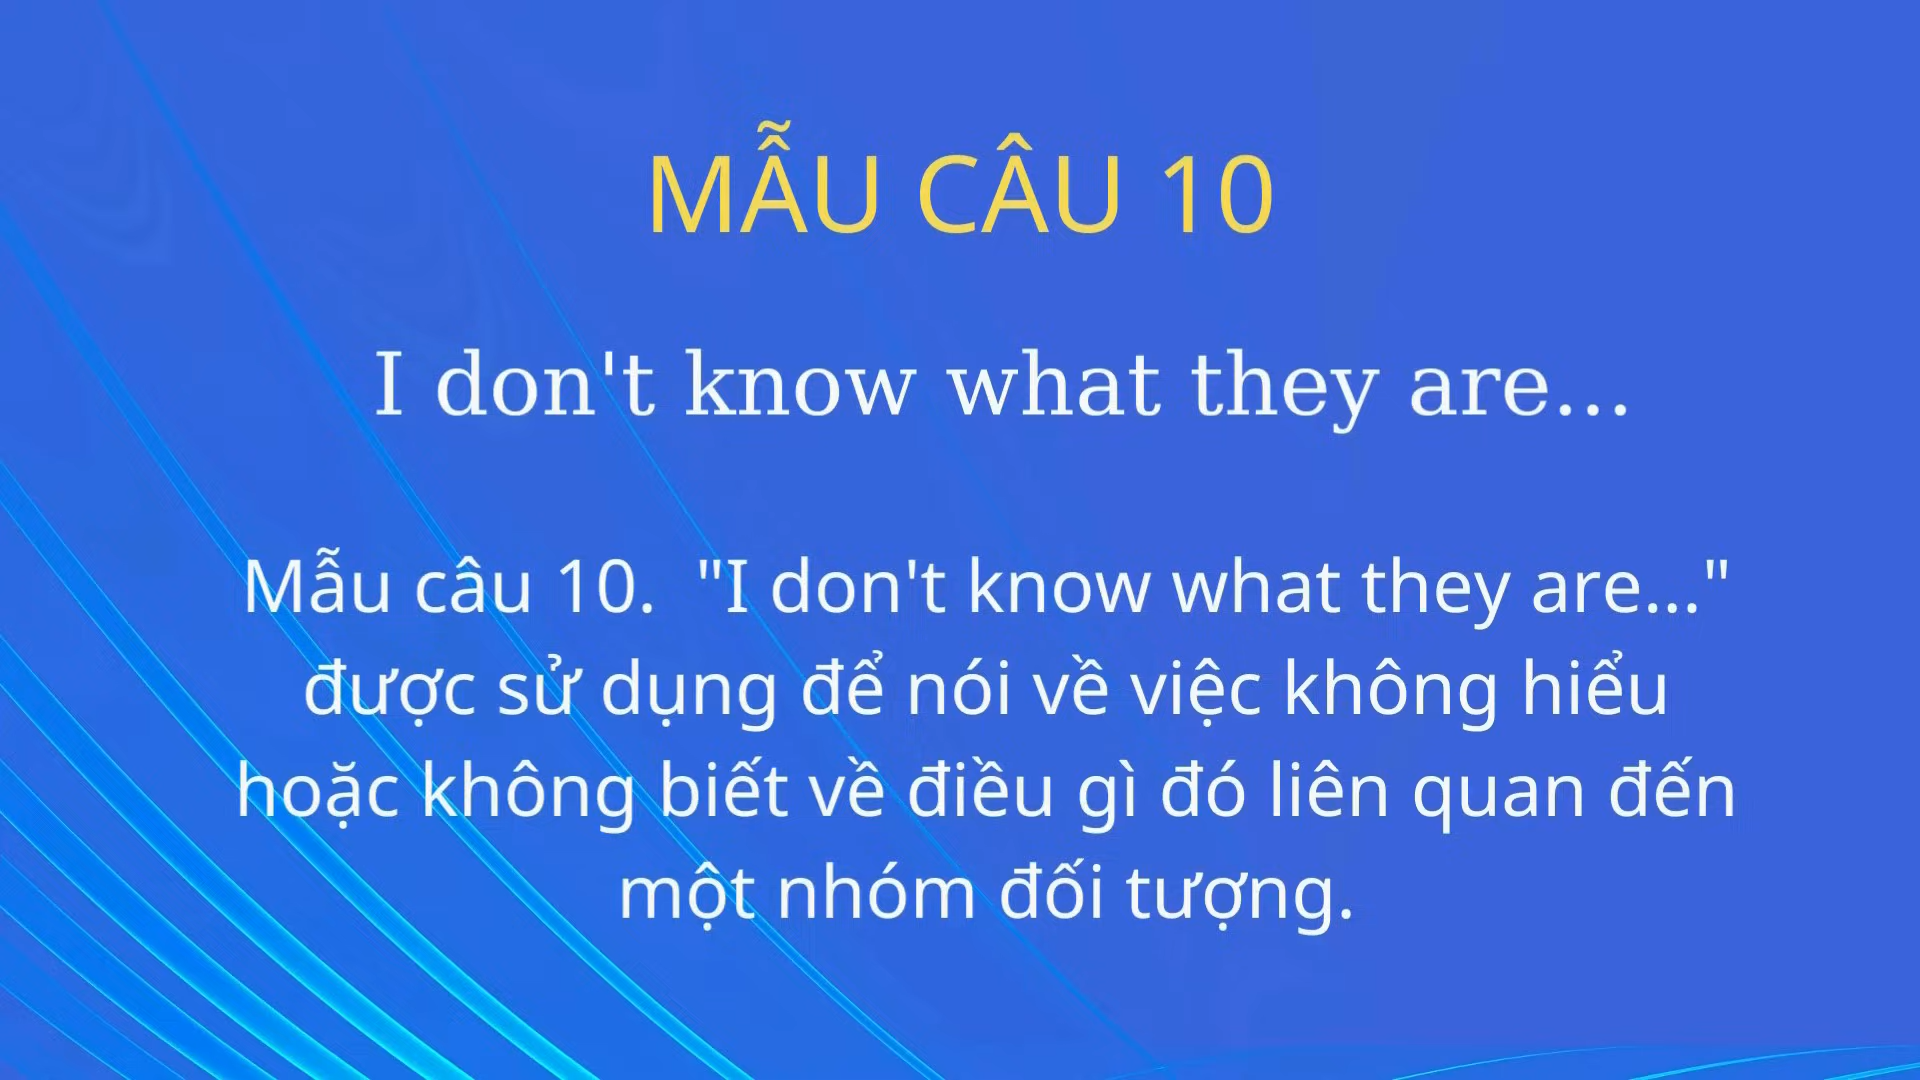 MẪU CÂU 10
I don't know what they are...
Mẫu câu 10.  "I don't know what they are..."
được sử dụng để nói về việc không hiểu
hoặc không biết về điều gì đó liên quan đến
một nhóm đối tượng.